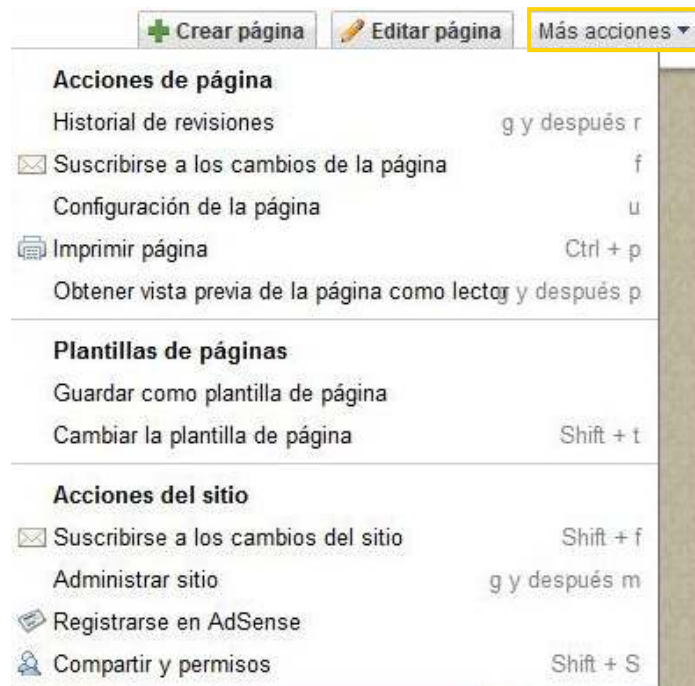 Crear página Editar página Más acciones
Acciones de página
Historial de revisiones g y después r
Suscribirse a los cambios de la página f
Configuración de la página u
Imprimir página Ctrl + p
Obtener vista previa de la página como lector g y después p
Plantillas de páginas
Guardar como plantilla de página
Cambiar la plantilla de página Shift + t
Acciones del sitio
Suscribirse a los cambios del sitio Shift + f
Administrar sitio g y después m
Registrarse en AdSense
Compartir y permisos Shift + S